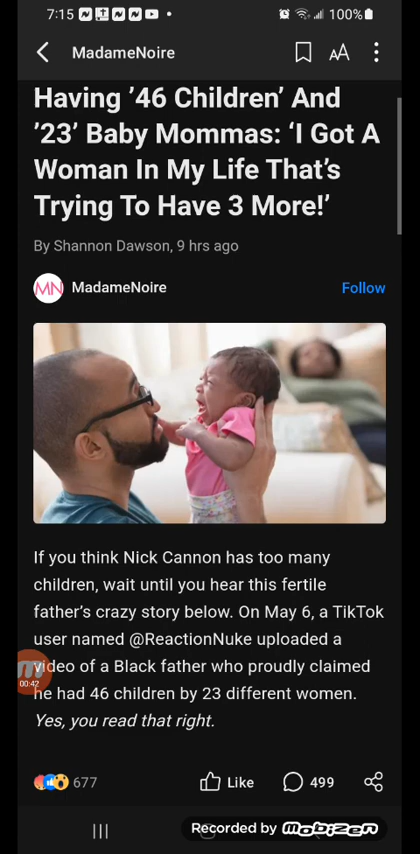 7:15
100%
MadameNoire
AA
Having ’46 Children’ And
’23’ Baby Mommas: ‘I Got A
Woman In My Life That’s
Trying To Have 3 More!’
By Shannon Dawson, 9 hrs ago
MN MadameNoire
Follow
If you think Nick Cannon has too many
children, wait until you hear this fertile
father’s crazy story below. On May 6, a TikTok
user named @ReactionNuke uploaded a
video of a Black father who proudly claimed
he had 46 children by 23 different women.
Yes, you read that right.
00:42
677
Like
499
Recorded by mobizen